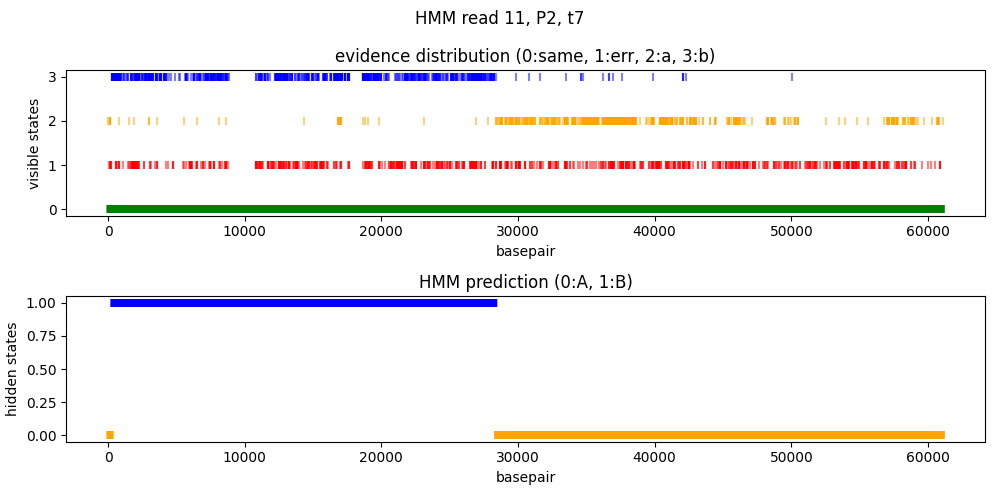 HMM read 11, P2, t7
evidence distribution (0:same, 1:err, 2:a, 3:b)
visible states
3
2
1
0
0 10000 20000 30000 40000 50000 60000
basepair
HMM prediction (0:A, 1:B)
hidden states
1.00
0.75
0.50
0.25
0.00
0 10000 20000 30000 40000 50000 60000
basepair